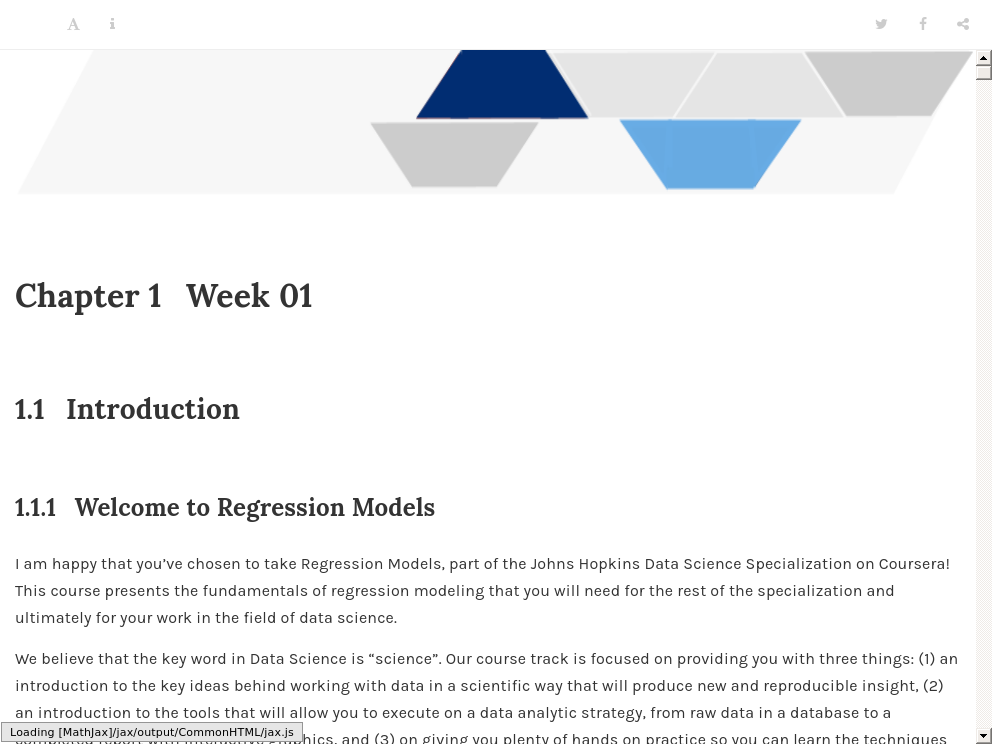 Chapter 1 Week 01
1.1 Introduction
1.1.1 Welcome to Regression Models
I am happy that you’ve chosen to take Regression Models, part of the Johns Hopkins Data Science Specialization on Coursera!
This course presents the fundamentals of regression modeling that you will need for the rest of the specialization and
ultimately for your work in the field of data science.
We believe that the key word in Data Science is “science”. Our course track is focused on providing you with three things: (1) an
introduction to the key ideas behind working with data in a scientific way that will produce new and reproducible insight, (2)
an introduction to the tools that will allow you to execute on a data analytic strategy, from raw data in a database to a
and (3) on giving you plenty of hands on practice so you can learn the techniques
Loading [MathJax]/jax/output/CommonHTML/jax.js